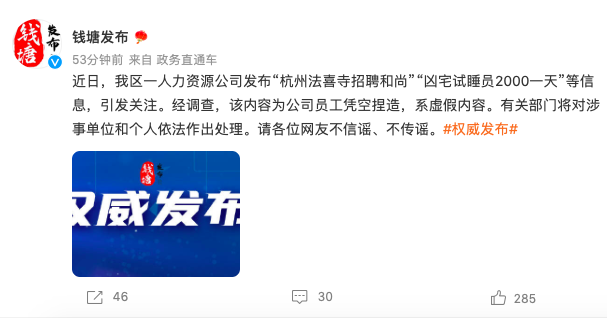 钱塘
发布
钱塘发布
53分钟前 来自 政务直通车
近日，我区一人力资源公司发布“杭州法喜寺招聘和尚”“凶宅试睡员2000一天”等信
息，引发关注。经调查，该内容为公司员工凭空捏造，系虚假内容。有关部门将对涉
事单位和个人依法作出处理。请各位网友不信谣、不传谣。#权威发布#
钱塘
发布
权威发布
46
30
285